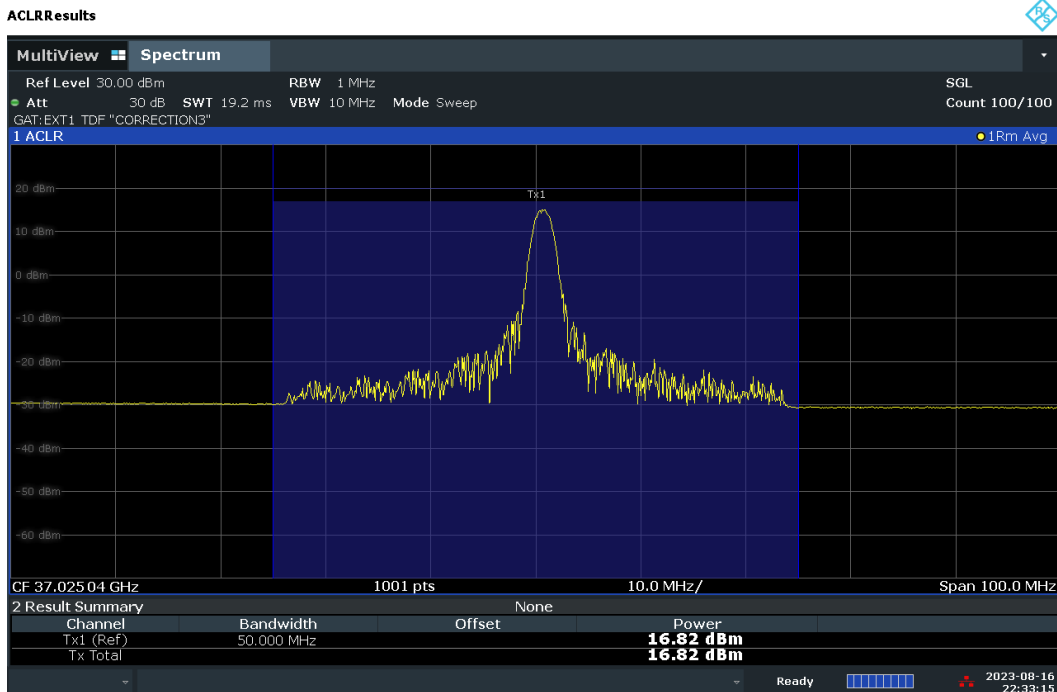 ACLRResults
R&S
MultiView Spectrum
Ref Level 30.00 dBm RBW 1 MHz SGL
Att 30 dB SWT 19.2 ms VBW 10 MHz Mode Sweep Count 100/100
GAT:EXT1 TDF "CORRECTION3"
1 ACLR 1Rm Avg
Tx1
20 dBm
10 dBm
0 dBm
-10 dBm
-20 dBm
-30 dBm
-40 dBm
-50 dBm
-60 dBm
CF 37.02504 GHz 1001 pts 10.0 MHz/ Span 100.0 MHz
2 Result Summary None
Channel Bandwidth Offset Power
Tx1 (Ref) 50.000 MHz 16.82 dBm
Tx Total 16.82 dBm
Ready 2023-08-16
22:33:15